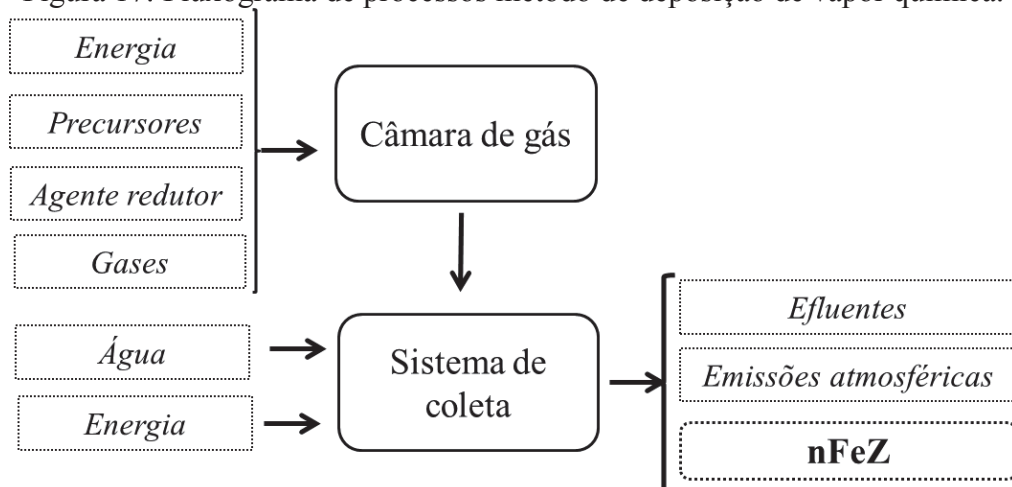 Figura 17. Fluxograma de processos método de deposição de vapor química.
Energia
Precursores
Agente redutor
Gases
Câmara de gás
Água
Energia
Sistema de
coleta
Efluentes
Emissões atmosféricas
nFeZ